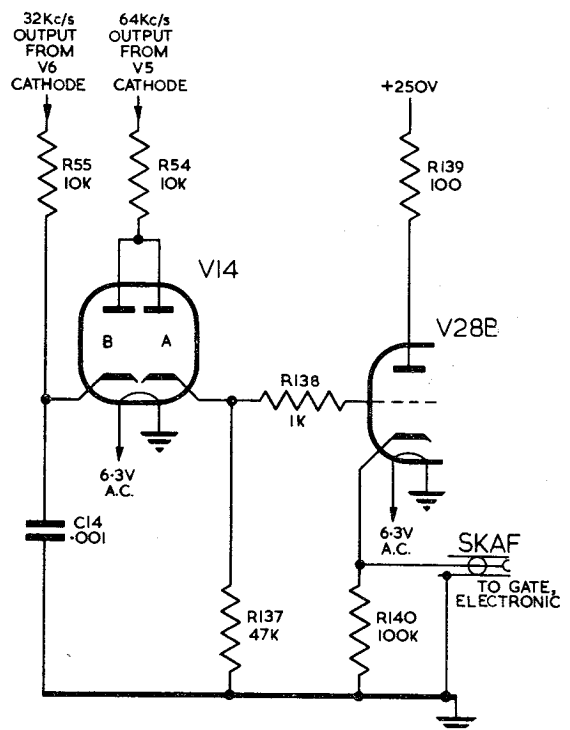 32Kc/s
OUTPUT
FROM
V6
CATHODE
64Kc/s
OUTPUT
FROM
V5
CATHODE
+250V
R55
10K
R54
10K
R139
100
V14
B
A
V28B
R138
1K
6·3V
A.C.
6·3V
A.C.
C14
·001
SKAF
TO GATE,
ELECTRONIC
R137
47K
R140
100K